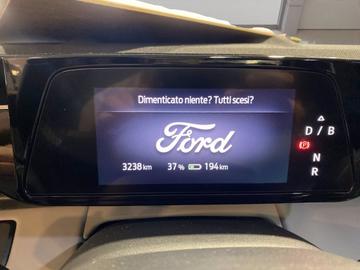 Dimenticato niente? Tutti scesi?
Ford
3238 km 37 % 194 km
D / B
P
N
R